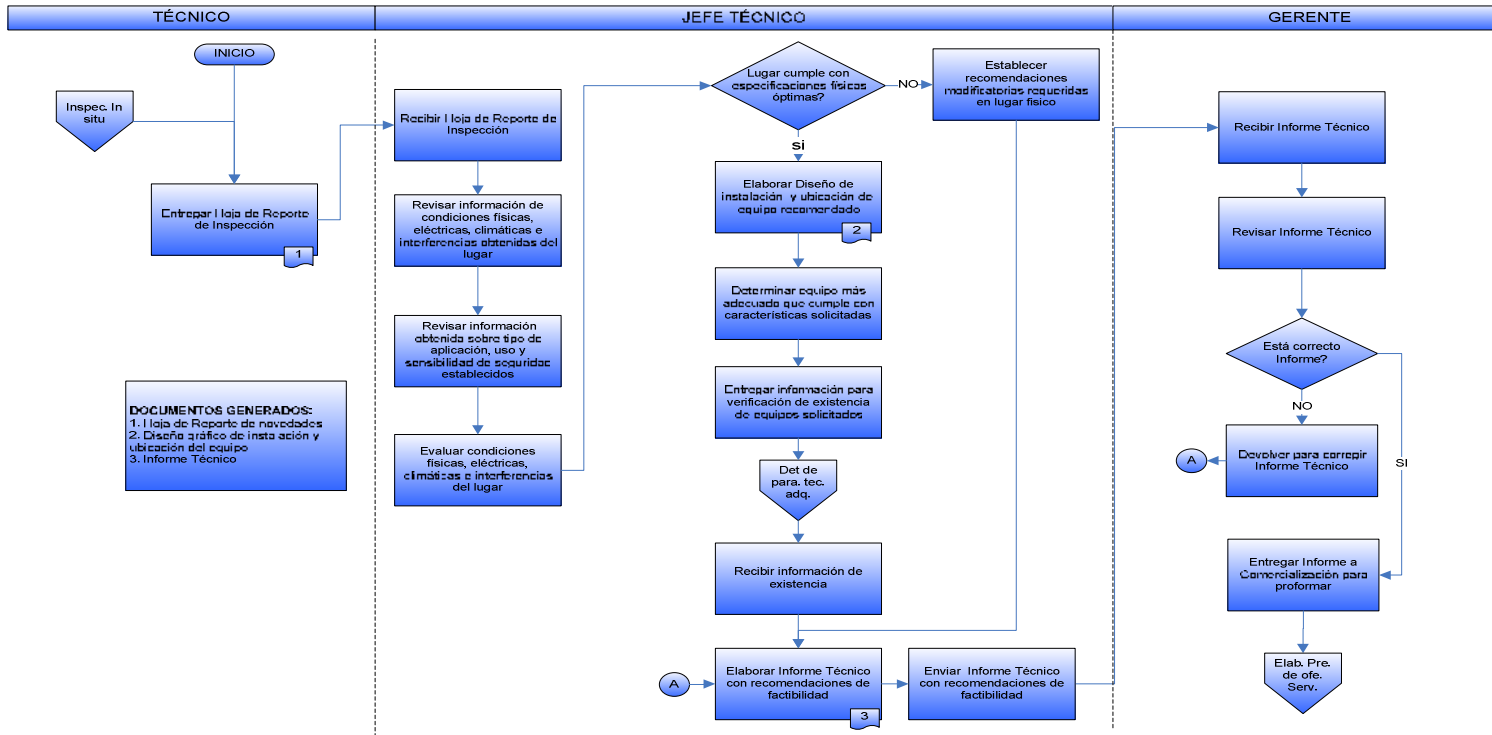 TÉCNICO
JEFE TÉCNICO
GERENTE
INICIO
Inspec. In
situ
Entregar Hoja de Reporte
de Inspección
1
DOCUMENTOS GENERADOS:
1. Hoja de Reporte de novedades
2. Diseño gráfico de instalación y
ubicación del equipo
3. Informe Técnico
Recibir Hoja de Reporte de
Inspección
Revisar información de
condiciones físicas,
eléctricas, climáticas e
interferencias obtenidas del
lugar
Revisar información
obtenida sobre tipo de
aplicación, uso y
sensibilidad de seguridad
establecidos
Evaluar condiciones
físicas, eléctricas,
climáticas e interferencias
del lugar
Lugar cumple con
especificaciones físicas
óptimas?
NO
Establecer
recomendaciones
modificatorias requeridas
en lugar físico
SI
Elaborar Diseño de
instalación y ubicación de
equipo recomendado
2
Determinar equipo más
adecuado que cumple con
características solicitadas
Entregar información para
verificación de existencia
de equipos solicitados
Det de
para. tec.
adq.
Recibir información de
existencia
A
Elaborar Informe Técnico
con recomendaciones de
factibilidad
3
Enviar Informe Técnico
con recomendaciones de
factibilidad
Recibir Informe Técnico
Revisar Informe Técnico
Está correcto
Informe?
NO
SI
A
Devolver para corregir
Informe Técnico
Entregar Informe a
Comercialización para
proformar
Elab. Pre.
de ofe.
Serv.